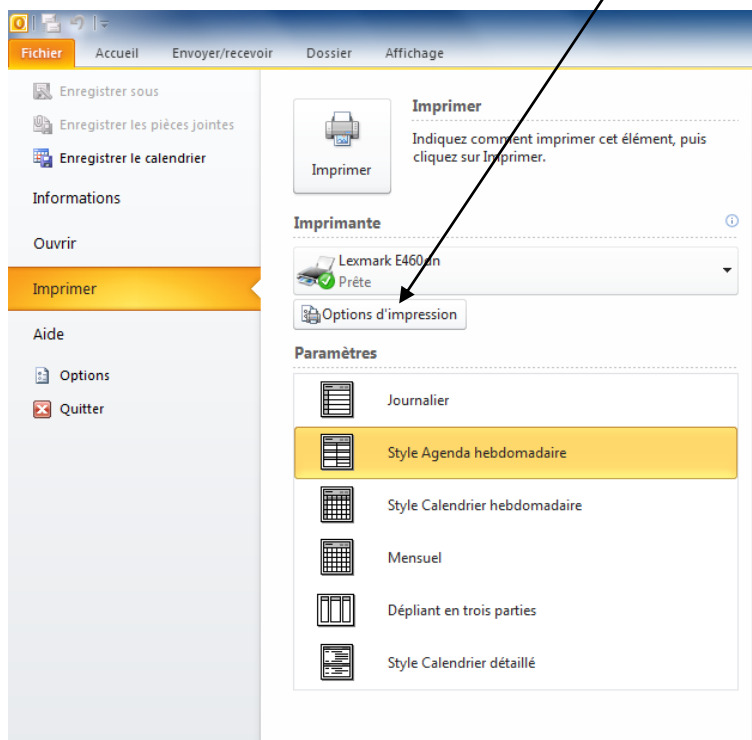 Fichier Accueil Envoyer/recevoir Dossier Affichage
Enregistrer sous
Enregistrer les pièces jointes
Enregistrer le calendrier
Informations
Ouvrir
Imprimer
Aide
Options
Quitter
Imprimer
Imprimer
Indiquez comment imprimer cet élément, puis
cliquez sur Imprimer.
Imprimante
Lexmark E460dn
Prête
Options d'impression
Paramètres
Journalier
Style Agenda hebdomadaire
Style Calendrier hebdomadaire
Mensuel
Dépliant en trois parties
Style Calendrier détaillé